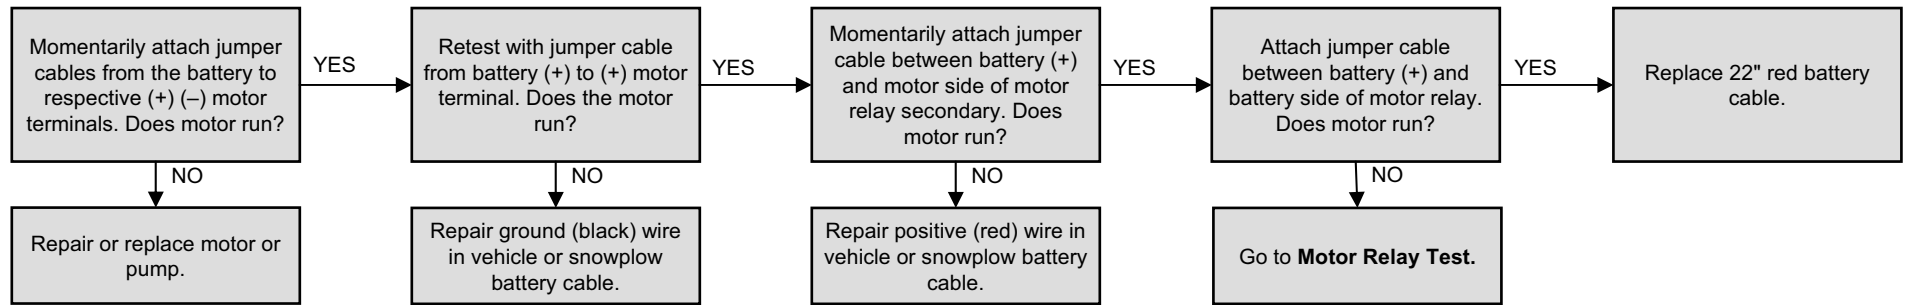 Momentarily attach jumper
cables from the battery to
respective (+) (–) motor
terminals. Does motor run?
YES
NO
Repair or replace motor or
pump.
Retest with jumper cable
from battery (+) to (+) motor
terminal. Does the motor
run?
YES
NO
Repair ground (black) wire
in vehicle or snowplow
battery cable.
Momentarily attach jumper
cable between battery (+)
and motor side of motor
relay secondary. Does
motor run?
YES
NO
Repair positive (red) wire in
vehicle or snowplow battery
cable.
Attach jumper cable
between battery (+) and
battery side of motor relay.
Does motor run?
YES
NO
Go to Motor Relay Test.
Replace 22" red battery
cable.